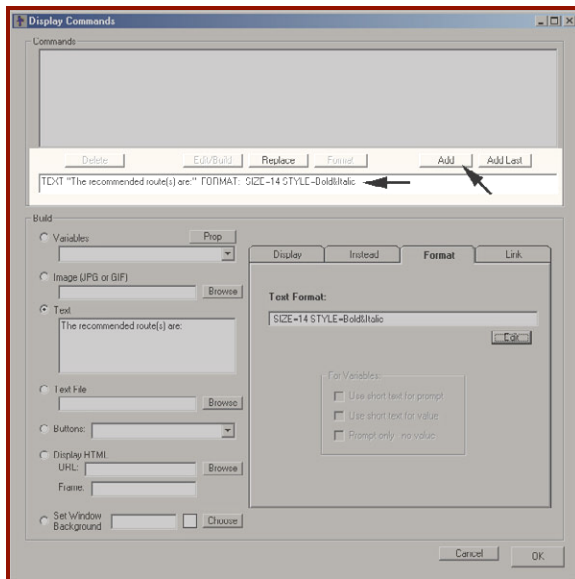 Display Commands
Commands
Delete Edit/Build Replace Format Add Add Last
TEXT "The recommended route(s) are:" FORMAT: SIZE=14 STYLE=Bold&Italic
Build
Variables Prop
Display Instead Format Link
Image (JPG or GIF)
Browse
Text
The recommended route(s) are:
Text Format:
SIZE=14 STYLE=Bold&Italic
Edit
For Variables:
Use short text for prompt
Use short text for value
Prompt only no value
Text File
Browse
Buttons:
Display HTML
URL: Browse
Frame:
Set Window Background Choose
Cancel OK